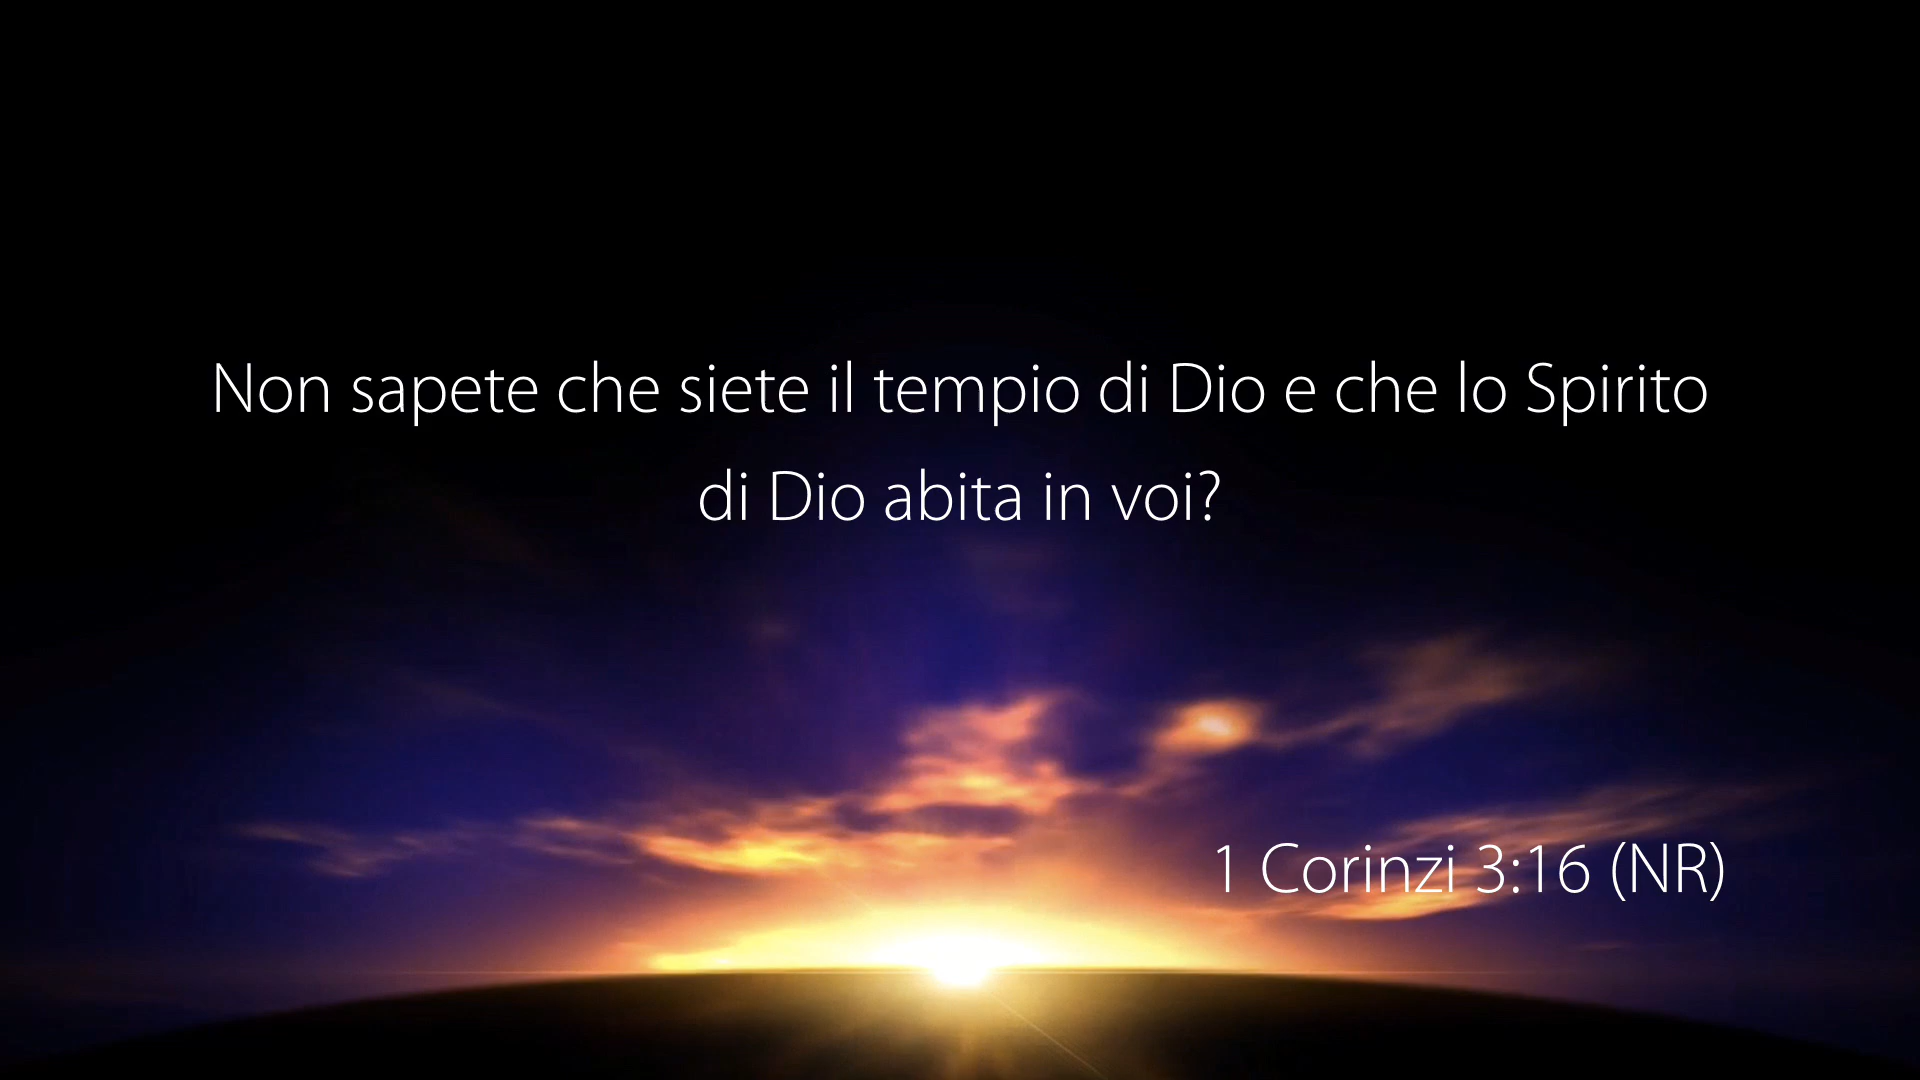 Non sapete che siete il tempio di Dio e che lo Spirito
di Dio abita in voi?
1 Corinzi 3:16 (NR)